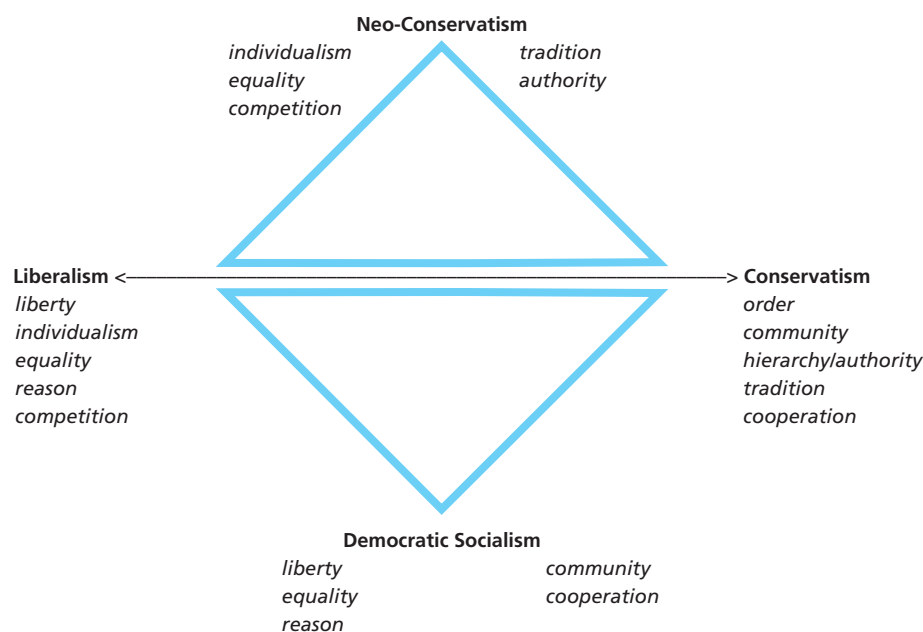 Neo-Conservatism
individualism
equality
competition
tradition
authority
Liberalism
liberty
individualism
equality
reason
competition
Conservatism
order
community
hierarchy/authority
tradition
cooperation
Democratic Socialism
liberty
equality
reason
community
cooperation